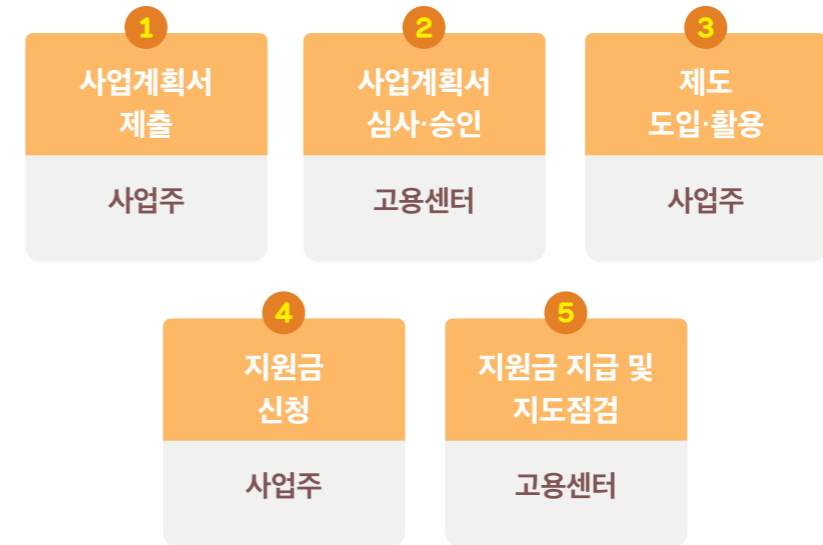 1
사업계획서
제출
사업주
2
사업계획서
심사·승인
고용센터
3
제도
도입·활용
사업주
4
지원금
신청
사업주
5
지원금 지급 및
지도점검
고용센터